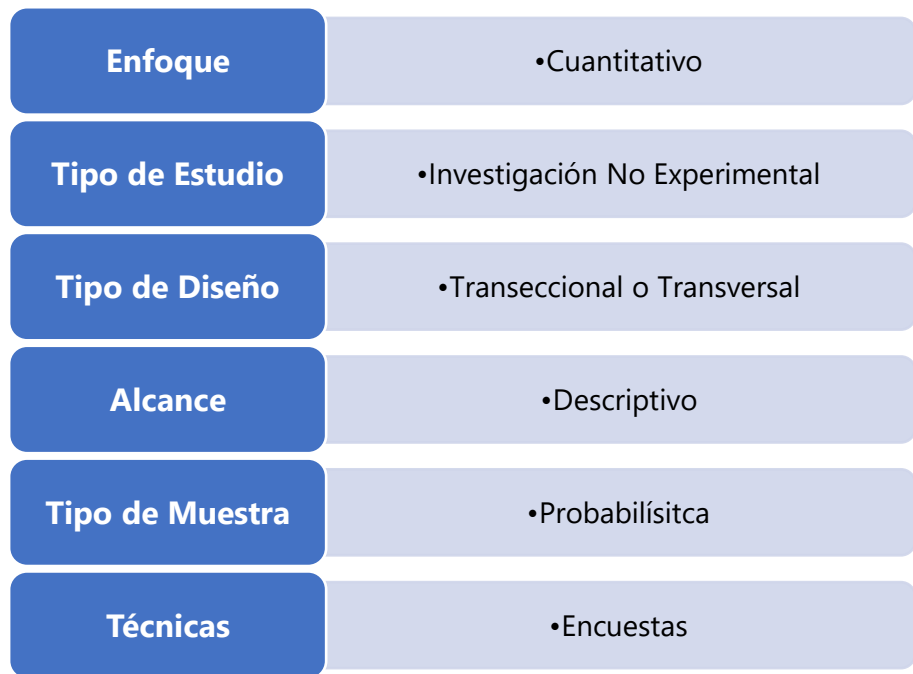 Enfoque
•Cuantitativo
Tipo de Estudio
•Investigación No Experimental
Tipo de Diseño
•Transeccional o Transversal
Alcance
•Descriptivo
Tipo de Muestra
•Probabilísitca
Técnicas
•Encuestas